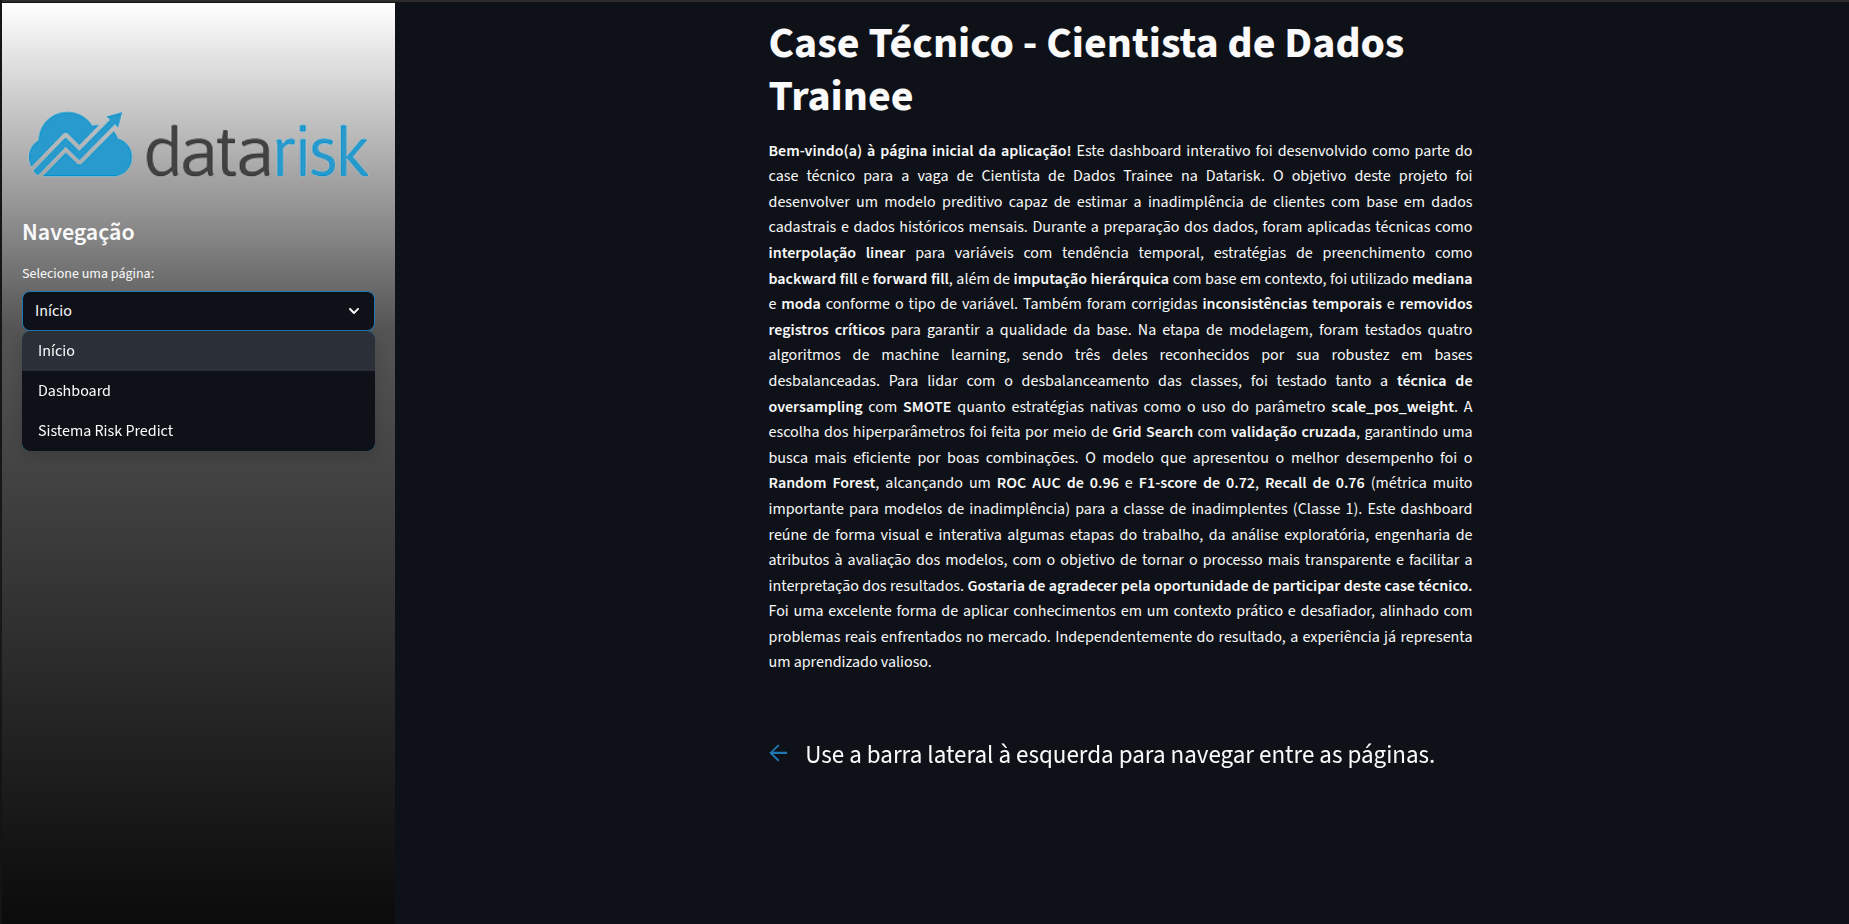 datarisk
Navegação
Selecione uma página:
Início
Início
Dashboard
Sistema Risk Predict
Case Técnico - Cientista de Dados
Trainee
Bem-vindo(a) à página inicial da aplicação! Este dashboard interativo foi desenvolvido como parte do
case técnico para a vaga de Cientista de Dados Trainee na Datarisk. O objetivo deste projeto foi
desenvolver um modelo preditivo capaz de estimar a inadimplência de clientes com base em dados
cadastrais e dados históricos mensais. Durante a preparação dos dados, foram aplicadas técnicas como
interpolação linear para variáveis com tendência temporal, estratégias de preenchimento como
backward fill e forward fill, além de imputação hierárquica com base em contexto, foi utilizado mediana
e moda conforme o tipo de variável. Também foram corrigidas inconsistências temporais e removidos
registros críticos para garantir a qualidade da base. Na etapa de modelagem, foram testados quatro
algoritmos de machine learning, sendo três deles reconhecidos por sua robustez em bases
desbalanceadas. Para lidar com o desbalanceamento das classes, foi testado tanto a técnica de
oversampling com SMOTE quanto estratégias nativas como o uso do parâmetro scale_pos_weight. A
escolha dos hiperparâmetros foi feita por meio de Grid Search com validação cruzada, garantindo uma
busca mais eficiente por boas combinações. O modelo que apresentou o melhor desempenho foi o
Random Forest, alcançando um ROC AUC de 0.96 e F1-score de 0.72, Recall de 0.76 (métrica muito
importante para modelos de inadimplência) para a classe de inadimplentes (Classe 1). Este dashboard
reúne de forma visual e interativa algumas etapas do trabalho, da análise exploratória, engenharia de
atributos à avaliação dos modelos, com o objetivo de tornar o processo mais transparente e facilitar a
interpretação dos resultados. Gostaria de agradecer pela oportunidade de participar deste case técnico.
Foi uma excelente forma de aplicar conhecimentos em um contexto prático e desafiador, alinhado com
problemas reais enfrentados no mercado. Independentemente do resultado, a experiência já representa
um aprendizado valioso.
Use a barra lateral à esquerda para navegar entre as páginas.